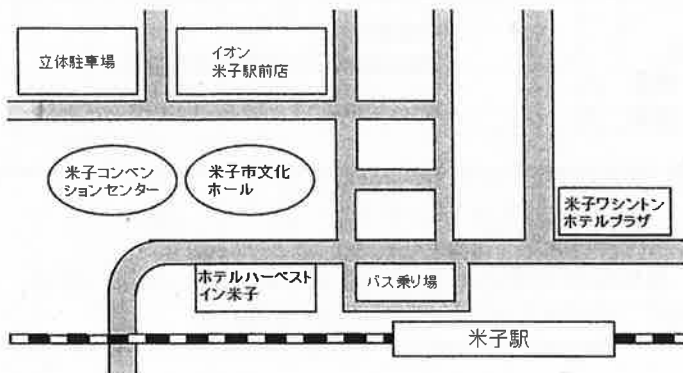 立体駐車場
イオン
米子駅前店
米子コンベン
ションセンター
米子市文化
ホール
米子ワシントン
ホテルプラザ
ホテルハーベスト
イン米子
バス乗り場
米子駅